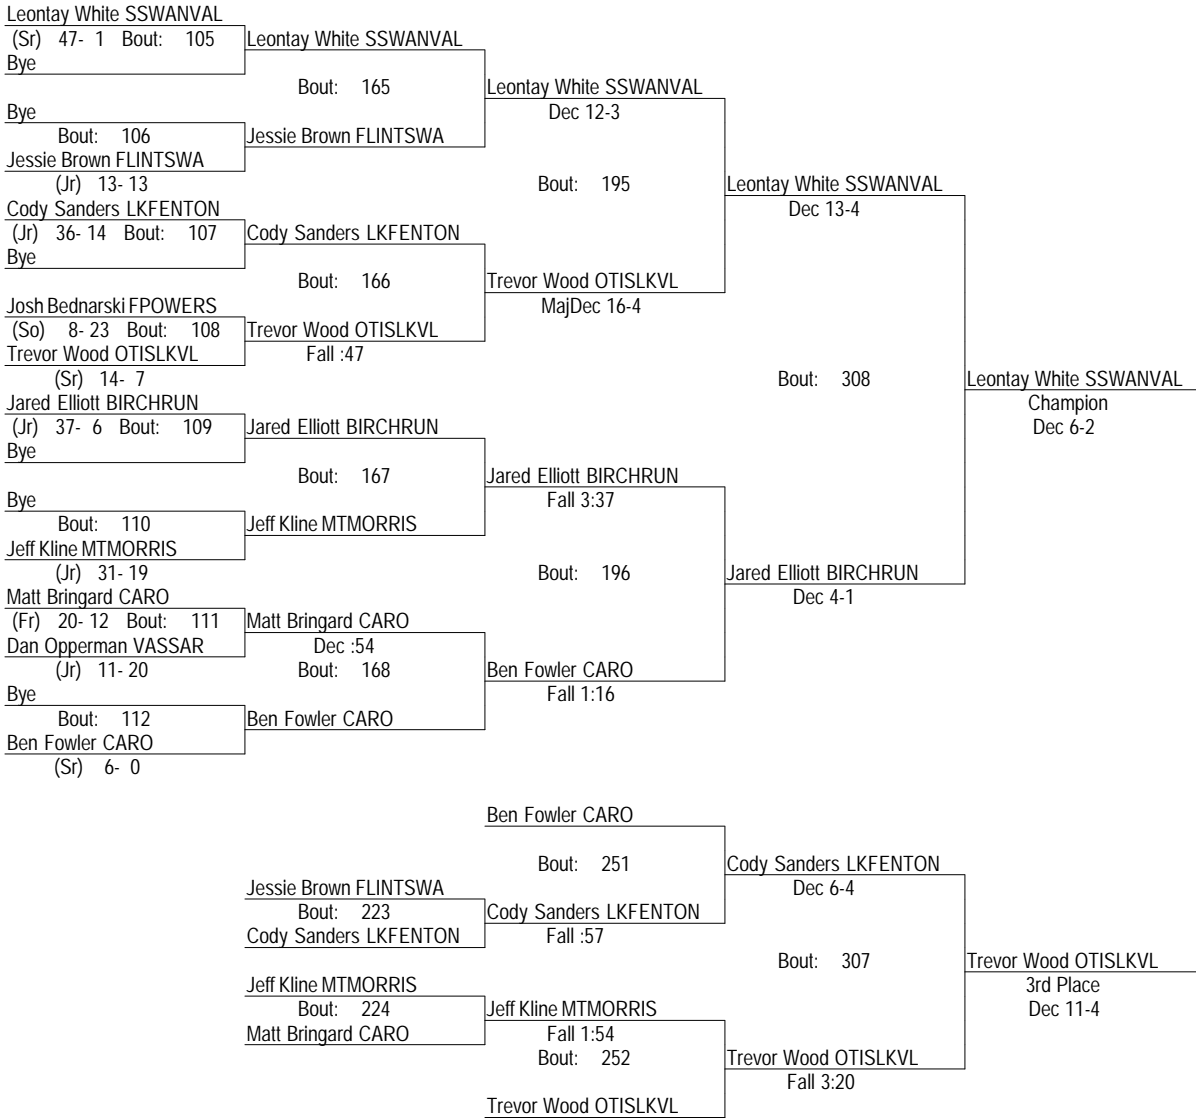 Leontay White SSWANVAL
(Sr) 47- 1 Bout: 105
Leontay White SSWANVAL
Bye
Bout: 165
Leontay White SSWANVAL
Dec 12-3
Bye
Bout: 106
Jessie Brown FLINTSWA
Jessie Brown FLINTSWA
(Jr) 13- 13
Bout: 195
Leontay White SSWANVAL
Dec 13-4
Cody Sanders LKFENTON
(Jr) 36- 14 Bout: 107
Cody Sanders LKFENTON
Bye
Bout: 166
Trevor Wood OTISLKVL
MajDec 16-4
Josh Bednarski FPOWERS
(So) 8- 23 Bout: 108
Trevor Wood OTISLKVL
Trevor Wood OTISLKVL
Fall :47
(Sr) 14- 7
Bout: 308
Leontay White SSWANVAL
Champion
Dec 6-2
Jared Elliott BIRCHRUN
(Jr) 37- 6 Bout: 109
Jared Elliott BIRCHRUN
Bye
Bout: 167
Jared Elliott BIRCHRUN
Fall 3:37
Bye
Bout: 110
Jeff Kline MTMORRIS
Jeff Kline MTMORRIS
(Jr) 31- 19
Bout: 196
Jared Elliott BIRCHRUN
Dec 4-1
Matt Bringard CARO
(Fr) 20- 12 Bout: 111
Matt Bringard CARO
Dan Opperman VASSAR
Dec :54
(Jr) 11- 20
Bout: 168
Ben Fowler CARO
Fall 1:16
Bye
Bout: 112
Ben Fowler CARO
Ben Fowler CARO
(Sr) 6- 0
Ben Fowler CARO
Bout: 251
Cody Sanders LKFENTON
Dec 6-4
Jessie Brown FLINTSWA
Bout: 223
Cody Sanders LKFENTON
Cody Sanders LKFENTON
Fall :57
Bout: 307
Trevor Wood OTISLKVL
3rd Place
Dec 11-4
Jeff Kline MTMORRIS
Bout: 224
Jeff Kline MTMORRIS
Matt Bringard CARO
Fall 1:54
Bout: 252
Trevor Wood OTISLKVL
Fall 3:20
Trevor Wood OTISLKVL